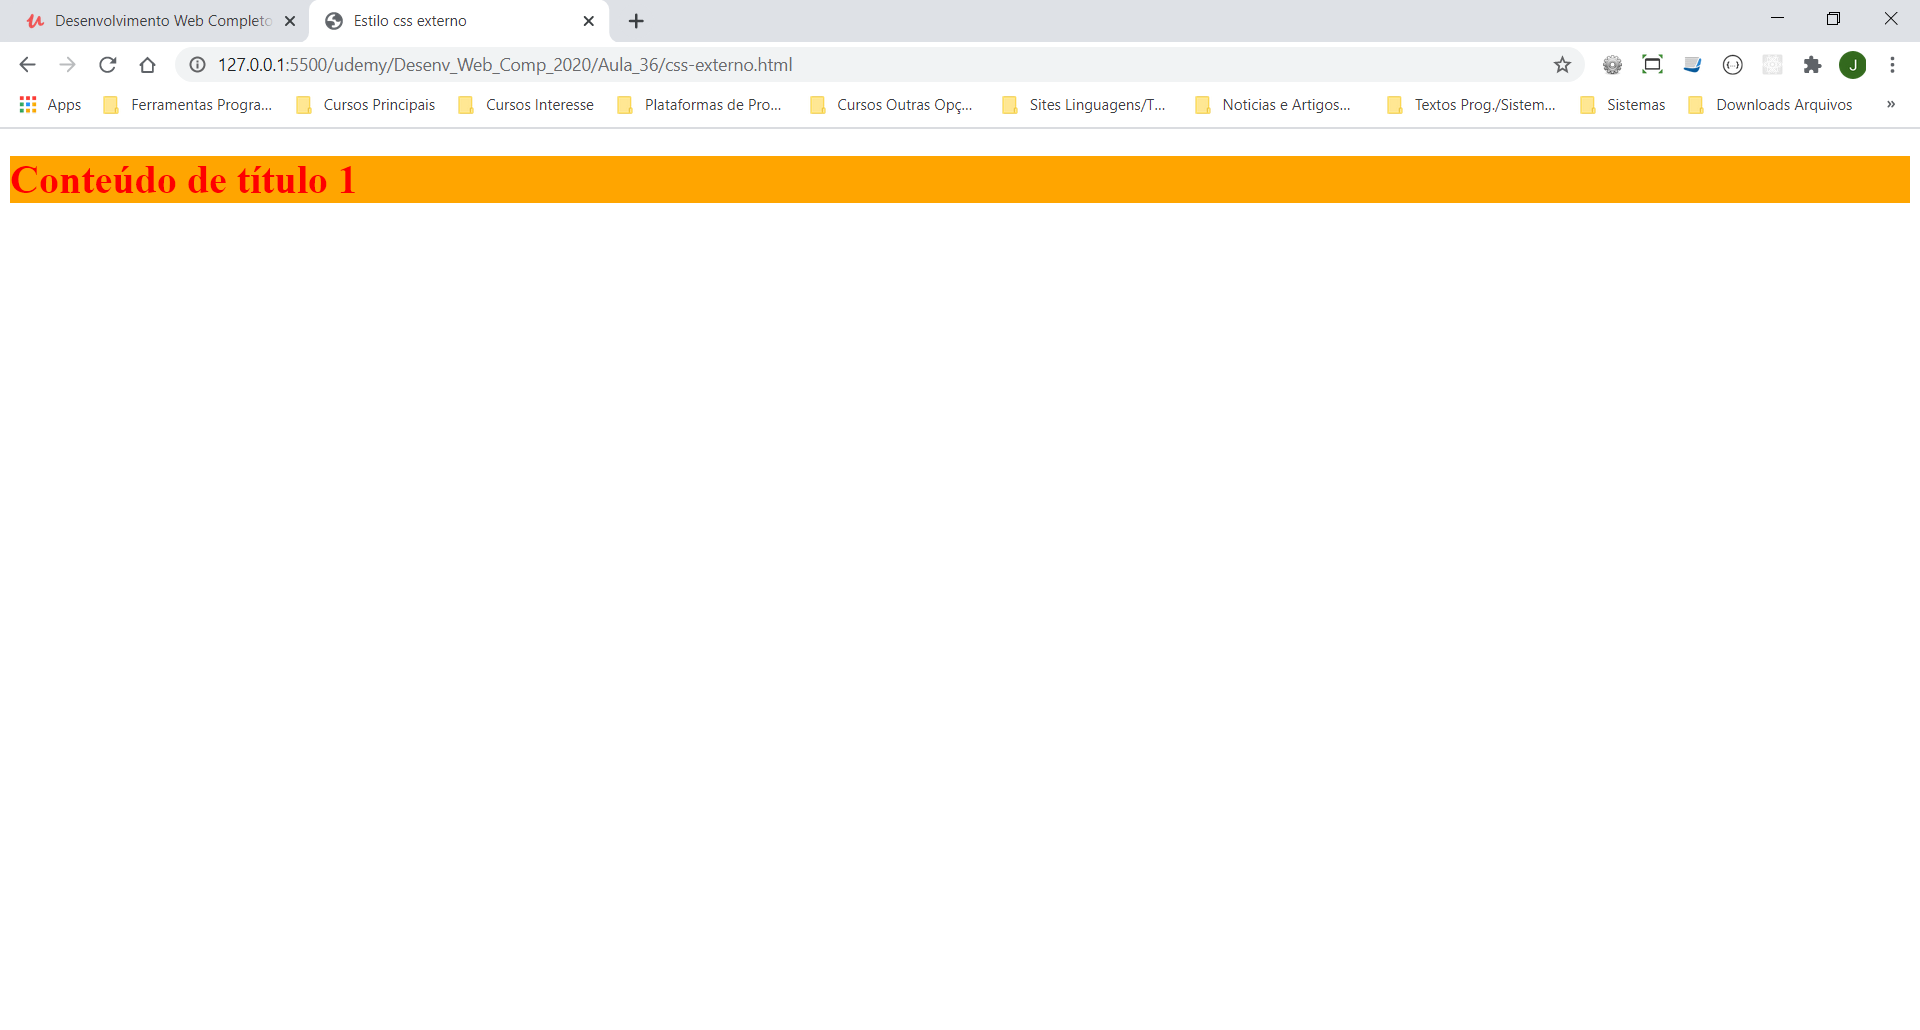 Desenvolvimento Web Completo
Estilo css externo
127.0.0.1:5500/udemy/Desenv_Web_Comp_2020/Aula_36/css-externo.html
J
Apps Ferramentas Progra... Cursos Principais Cursos Interesse Plataformas de Pro... Cursos Outras Opç... Sites Linguagens/T... Noticias e Artigos... Textos Prog./Sistem... Sistemas Downloads Arquivos »
Conteúdo de título 1